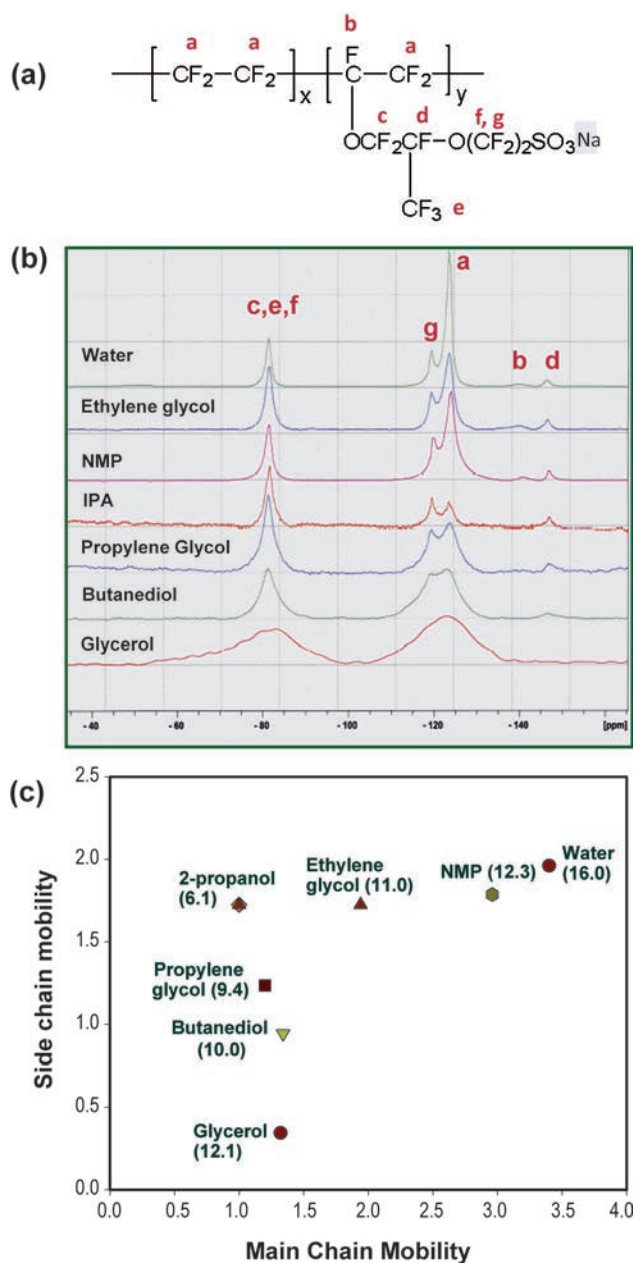 (a)
a a b a
F
CF2 CF2 x C CF2 y
c d f, g
OCF2CF–O(CF2)2SO3Na
CF3 e
(b)
a
c,e,f
g b d
Water
Ethylene glycol
NMP
IPA
Propylene Glycol
Butanediol
Glycerol
-40 -60 -80 -100 -120 -140 [ppm]
(c)
2.5
2.0
1.5
1.0
0.5
0.0
Side chain mobility
2-propanol
(6.1)
Ethylene
glycol (11.0)
NMP (12.3)
Water
(16.0)
Propylene
glycol (9.4)
Butanediol
(10.0)
Glycerol
(12.1)
0.0 0.5 1.0 1.5 2.0 2.5 3.0 3.5 4.0
Main Chain Mobility